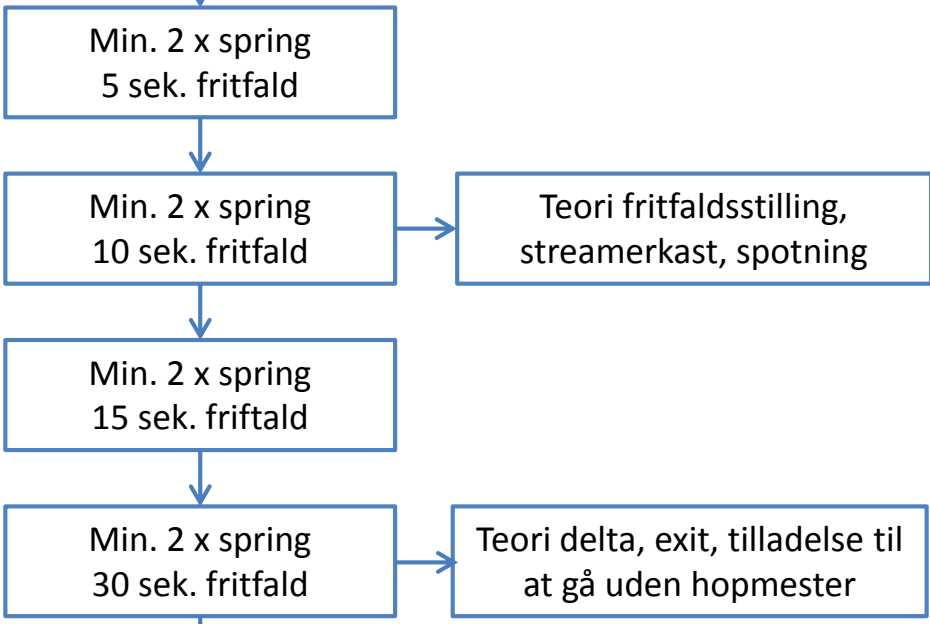 Min. 2 x spring
5 sek. fritfald
Min. 2 x spring
10 sek. fritfald
Teori fritfaldsstilling,
streamerkast, spotning
Min. 2 x spring
15 sek. friftald
Min. 2 x spring
30 sek. fritfald
Teori delta, exit, tilladelse til
at gå uden hopmester